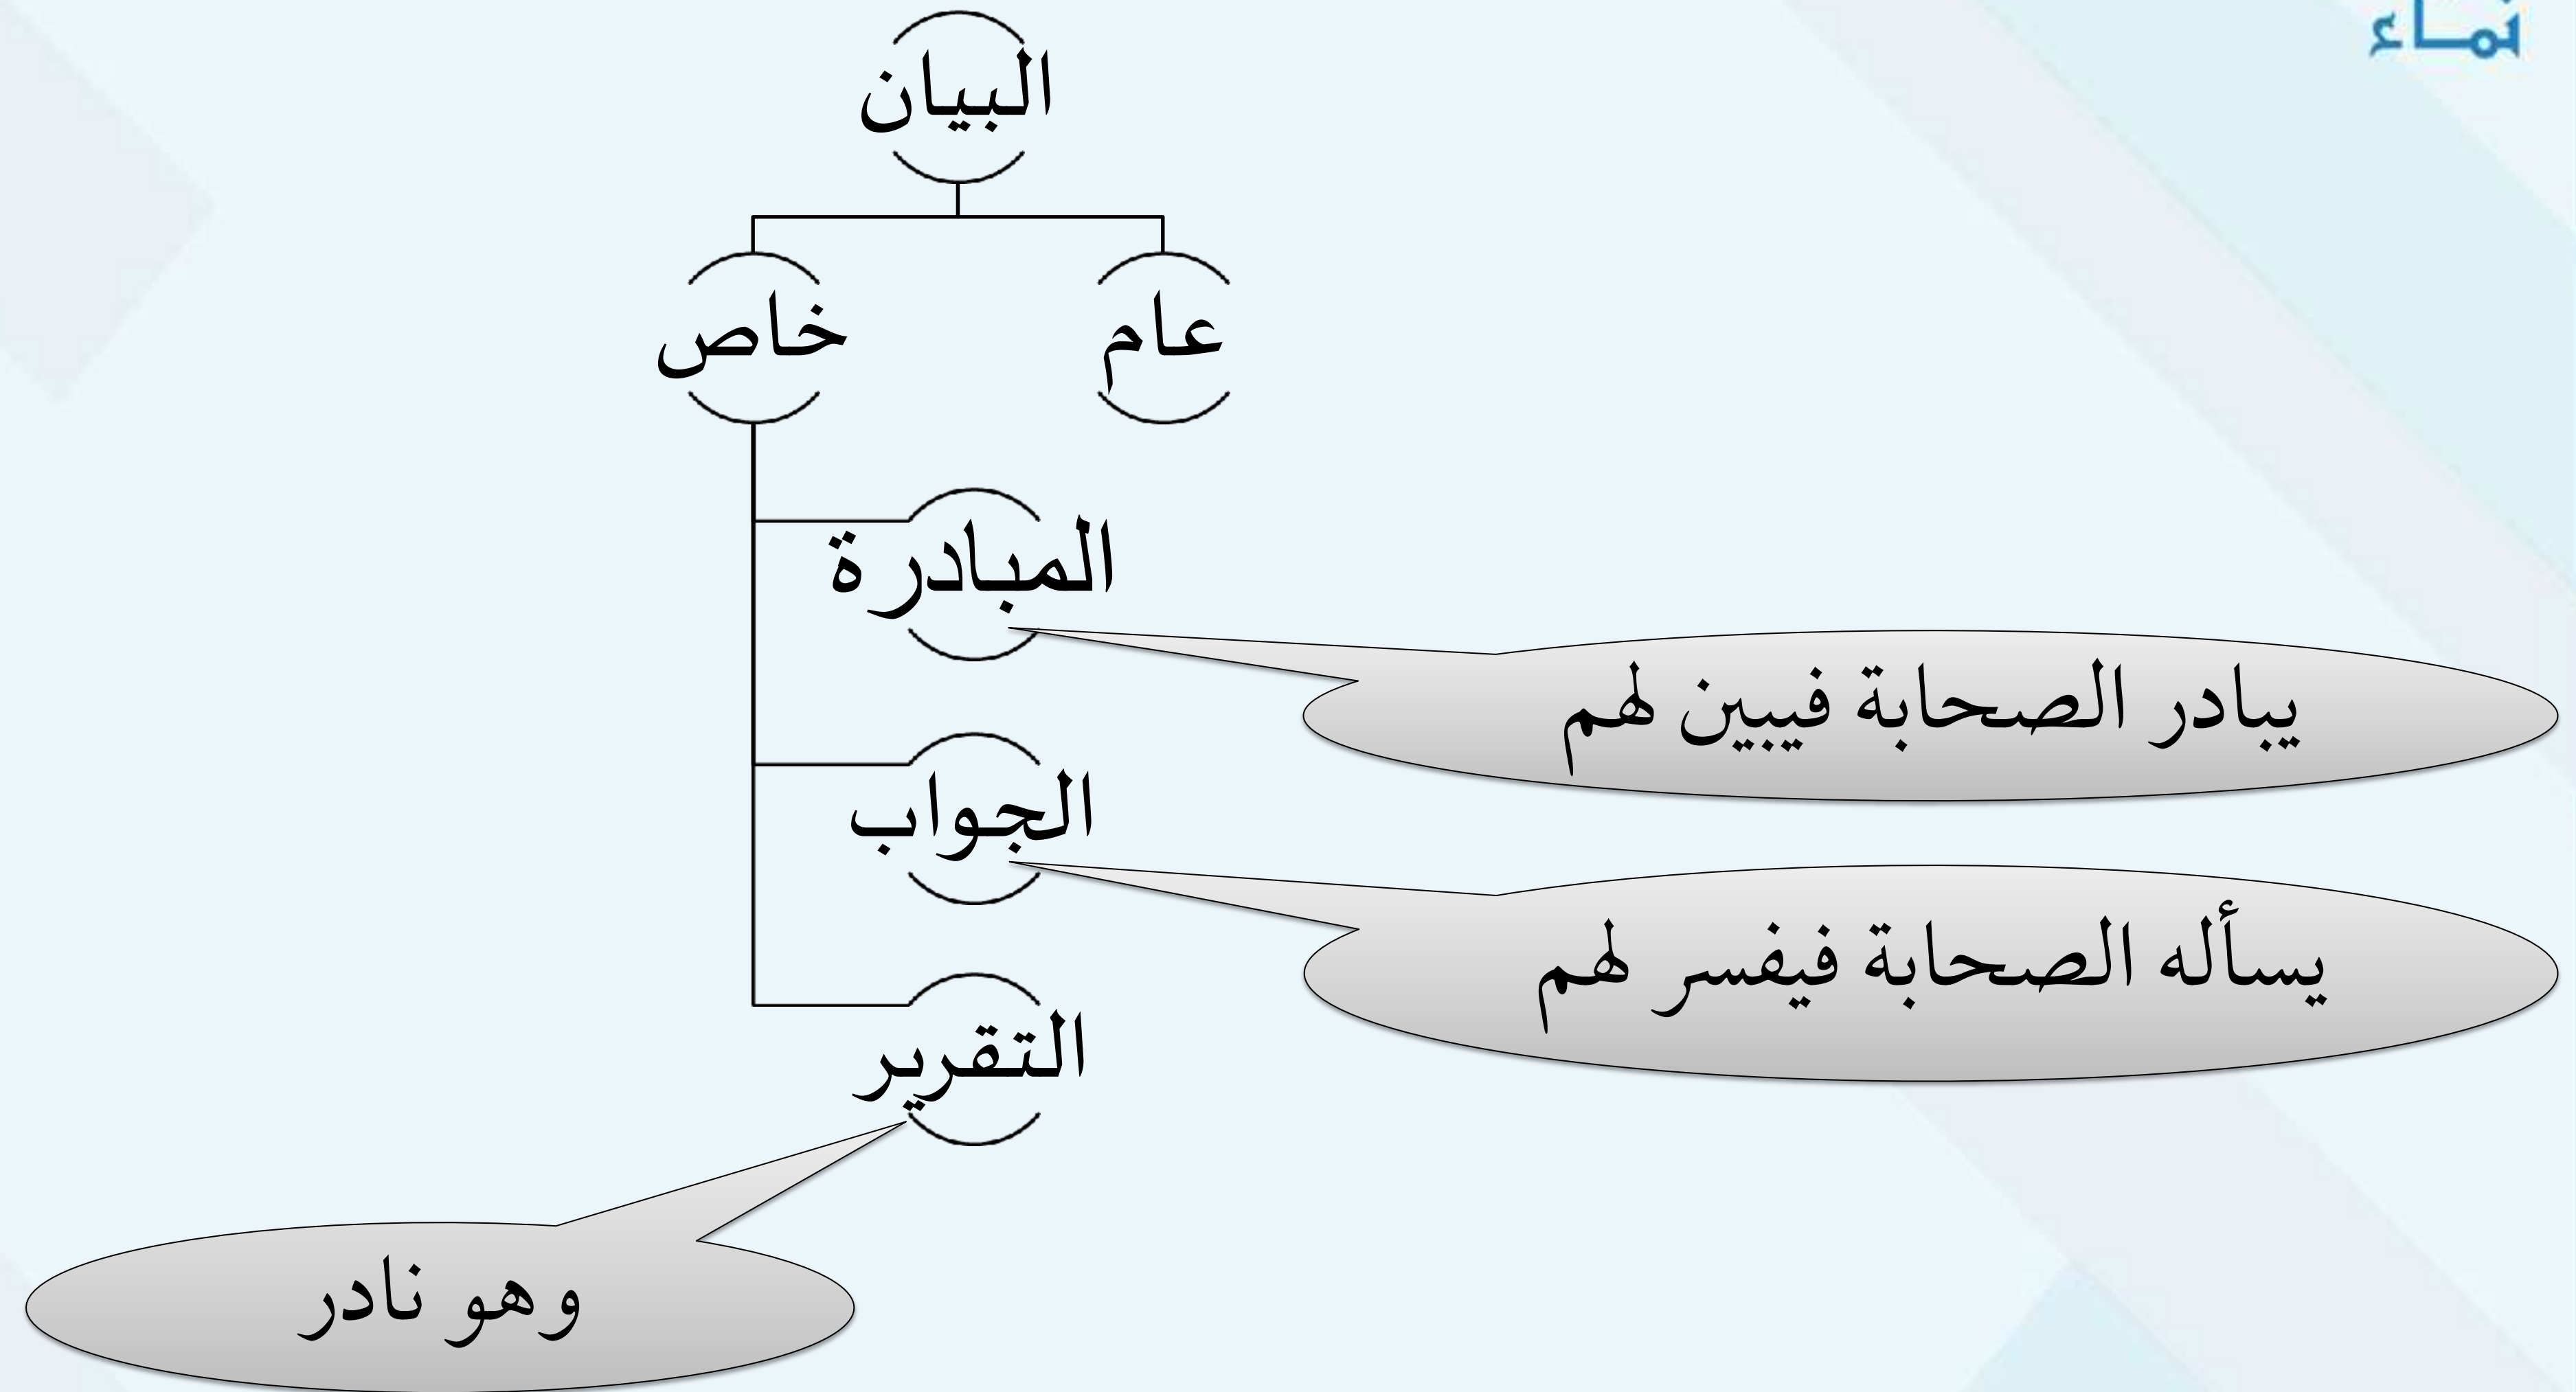 نماء
البيان
عام
خاص
المبادرة
يبادر الصحابة فيبين لهم
الجواب
يسأله الصحابة فيفسر لهم
التقرير
وهو نادر